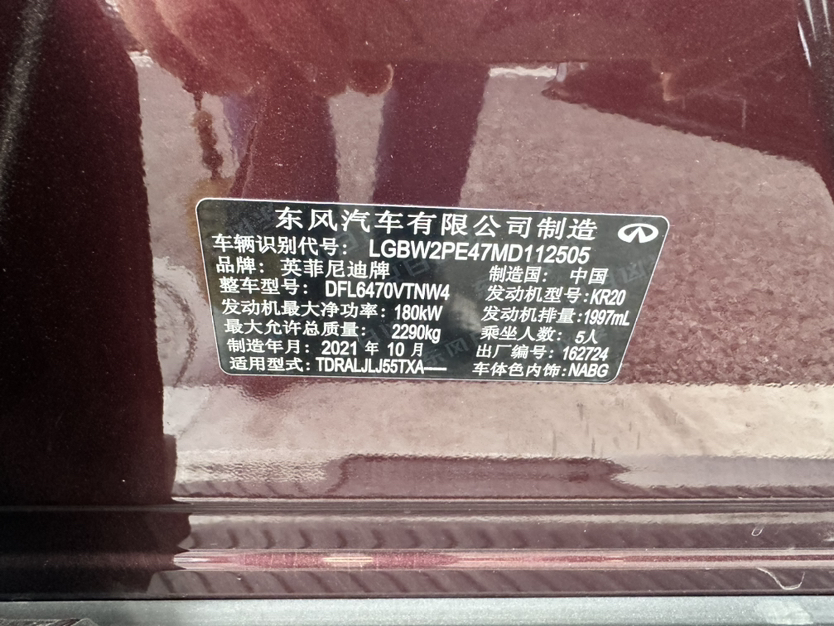 东风汽车有限公司制造
车辆识别代号: LGBW2PE47MD112505
品牌: 英菲尼迪牌 制造国: 中国
整车型号: DFL6470VTNW4 发动机型号:KR20
发动机最大净功率: 180kW 发动机排量:1997mL
最大允许总质量: 2290kg 乘坐人数: 5人
制造年月: 2021 年 10 月 出厂编号: 162724
适用型式: TDRALJLJ55TXA── 车体色内饰:NABG